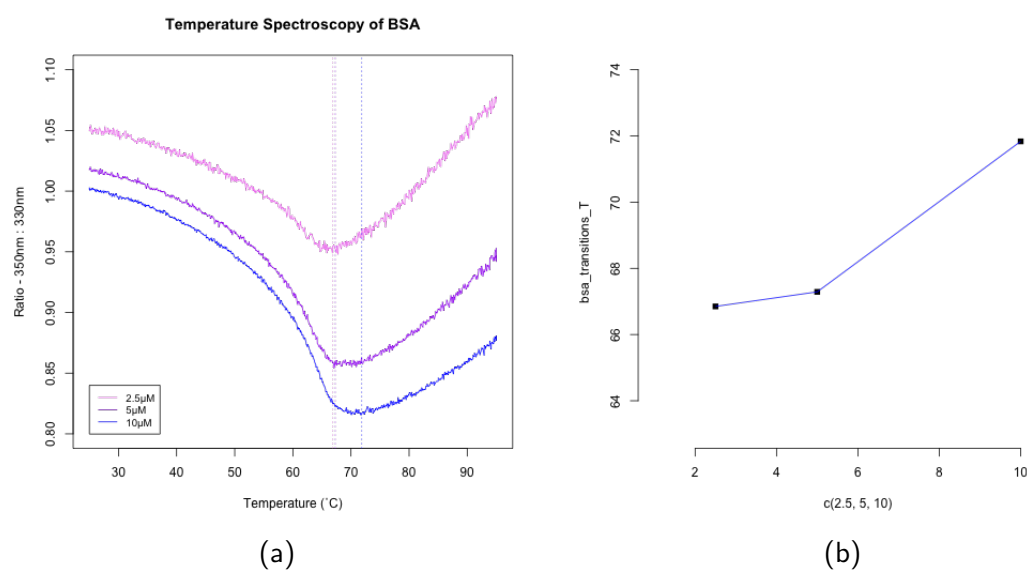 Temperature Spectroscopy of BSA
Ratio - 350nm : 330nm
0.80
0.85
0.90
0.95
1.00
1.05
1.10
2.5µM
5µM
10µM
30
40
50
60
70
80
90
Temperature (˚C)
(a)
bsa_transitions_T
64
66
68
70
72
74
2
4
6
8
10
c(2.5, 5, 10)
(b)